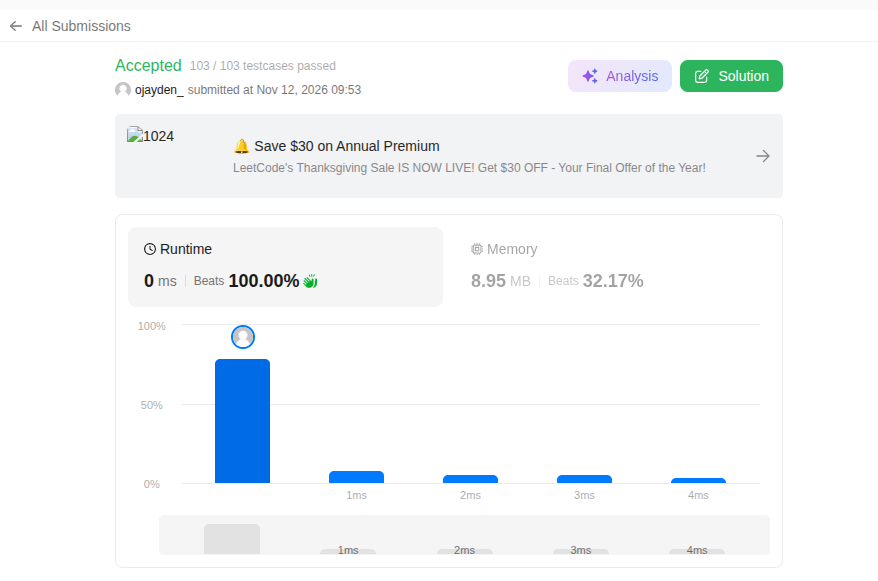 All Submissions
Accepted 103 / 103 testcases passed
ojayden_ submitted at Nov 12, 2026 09:53
Analysis
Solution
1024
🔔 Save $30 on Annual Premium
LeetCode's Thanksgiving Sale IS NOW LIVE! Get $30 OFF - Your Final Offer of the Year!
Runtime
0 ms Beats 100.00%
Memory
8.95 MB Beats 32.17%
100%
50%
0%
1ms 2ms 3ms 4ms
1ms 2ms 3ms 4ms